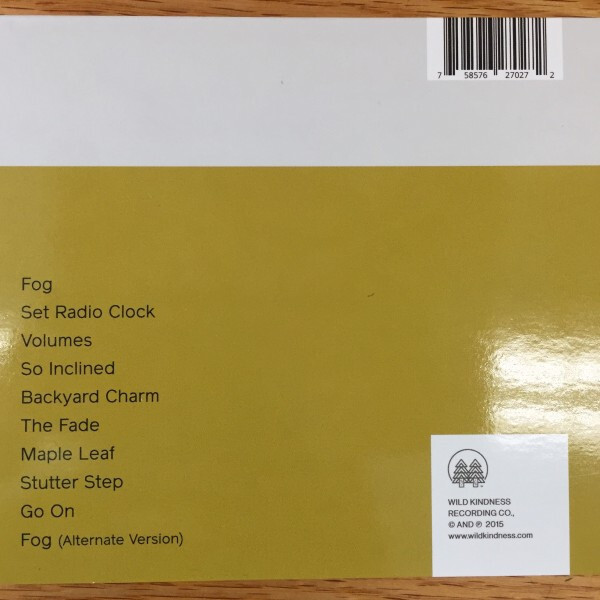 7 58576 27027 2
Fog
Set Radio Clock
Volumes
So Inclined
Backyard Charm
The Fade
Maple Leaf
Stutter Step
Go On
Fog (Alternate Version)
WILD KINDNESS
RECORDING CO.,
© AND ℗ 2015
www.wildkindness.com